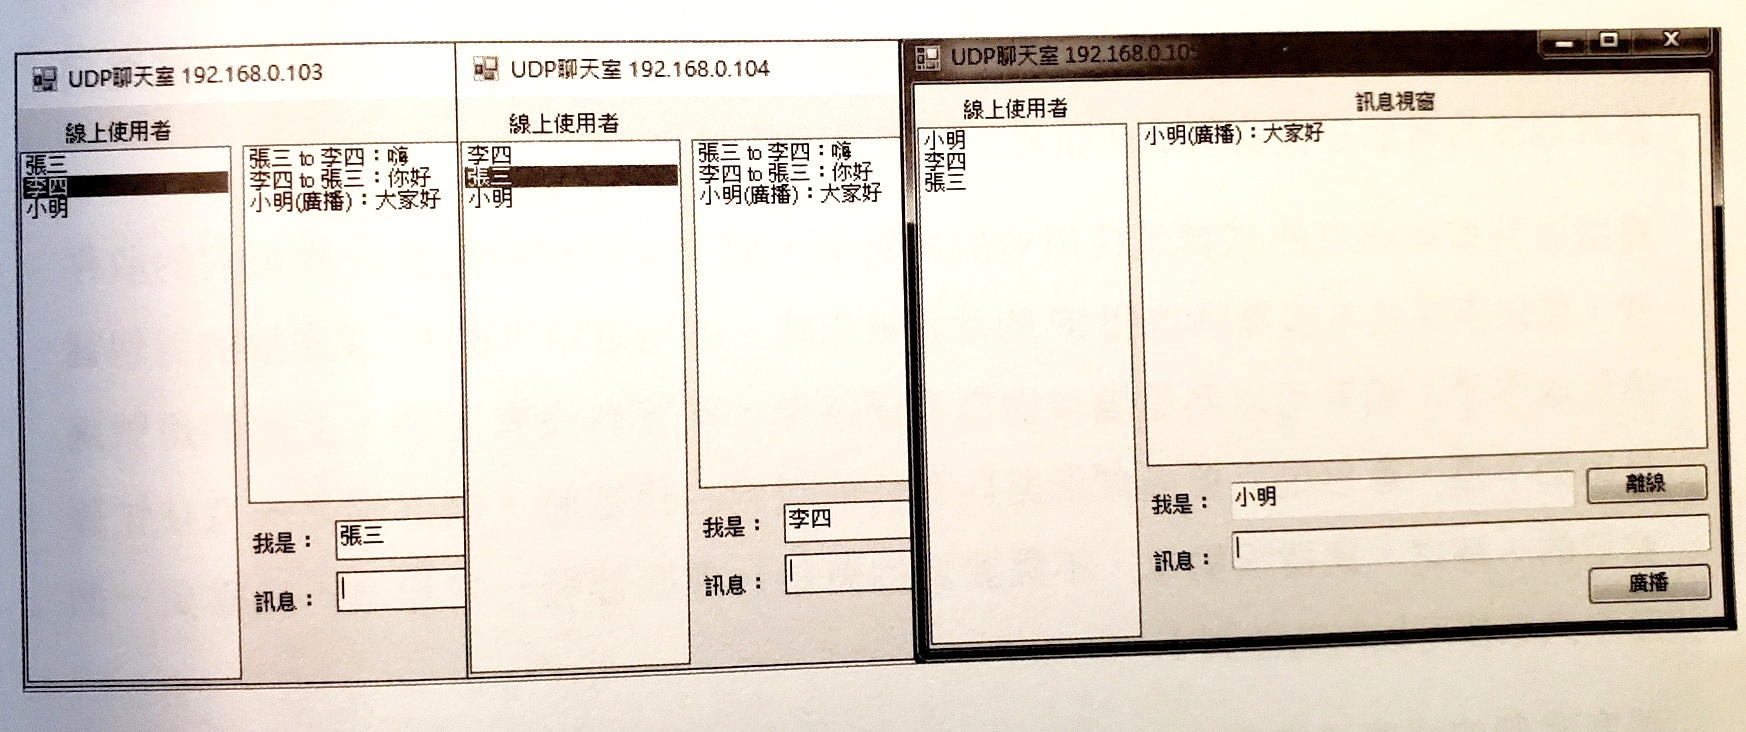 UDP聊天室 192.168.0.103
線上使用者
張三
李四
小明
張三 to 李四：嗨
李四 to 張三：你好
小明(廣播)：大家好
我是：
張三
訊息：
UDP聊天室 192.168.0.104
線上使用者
李四
張三
小明
張三 to 李四：嗨
李四 to 張三：你好
小明(廣播)：大家好
我是：
李四
訊息：
UDP聊天室 192.168.0.105
線上使用者
小明
李四
張三
訊息視窗
小明(廣播)：大家好
我是：
小明
離線
訊息：
廣播